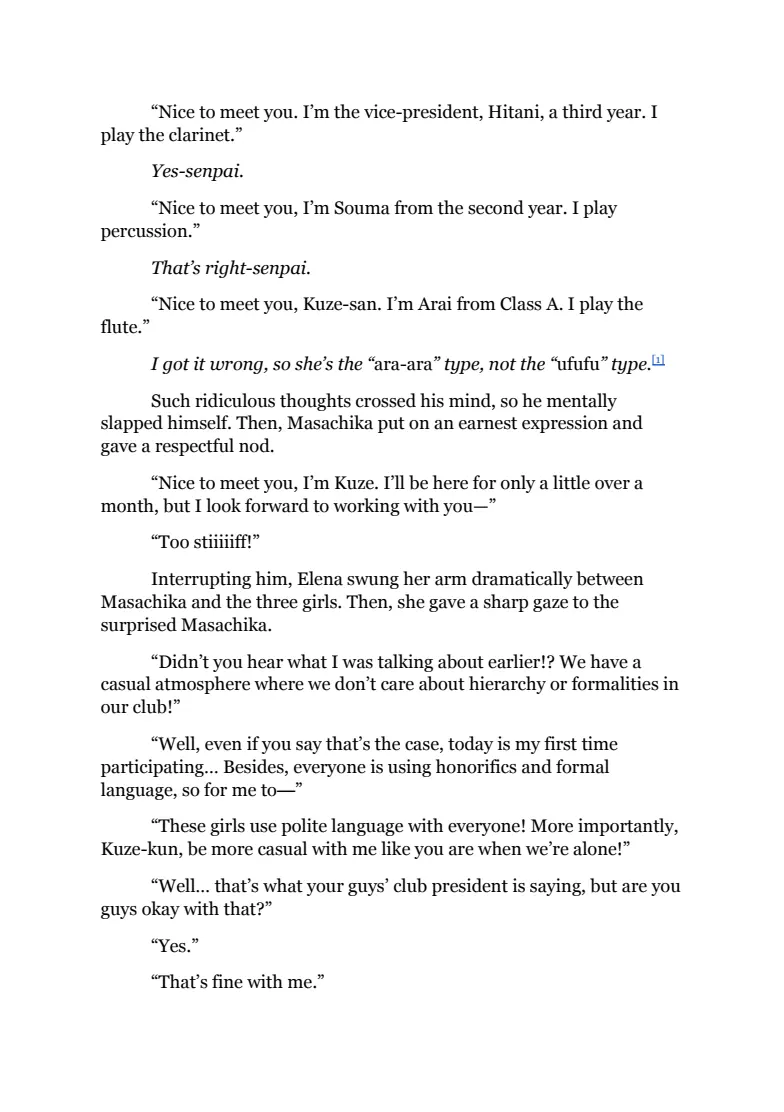 “Nice to meet you. I’m the vice-president, Hitani, a third year. I
play the clarinet.”
Yes-senpai.
“Nice to meet you, I’m Souma from the second year. I play
percussion.”
That’s right-senpai.
“Nice to meet you, Kuze-san. I’m Arai from Class A. I play the
flute.”
I got it wrong, so she’s the “ara-ara” type, not the “ufufu” type.[1]
Such ridiculous thoughts crossed his mind, so he mentally
slapped himself. Then, Masachika put on an earnest expression and
gave a respectful nod.
“Nice to meet you, I’m Kuze. I’ll be here for only a little over a
month, but I look forward to working with you—”
“Too stiiiiiff!”
Interrupting him, Elena swung her arm dramatically between
Masachika and the three girls. Then, she gave a sharp gaze to the
surprised Masachika.
“Didn’t you hear what I was talking about earlier!? We have a
casual atmosphere where we don’t care about hierarchy or formalities in
our club!”
“Well, even if you say that’s the case, today is my first time
participating... Besides, everyone is using honorifics and formal
language, so for me to—”
“These girls use polite language with everyone! More importantly,
Kuze-kun, be more casual with me like you are when we’re alone!”
“Well... that’s what your guys’ club president is saying, but are you
guys okay with that?”
“Yes.”
“That’s fine with me.”